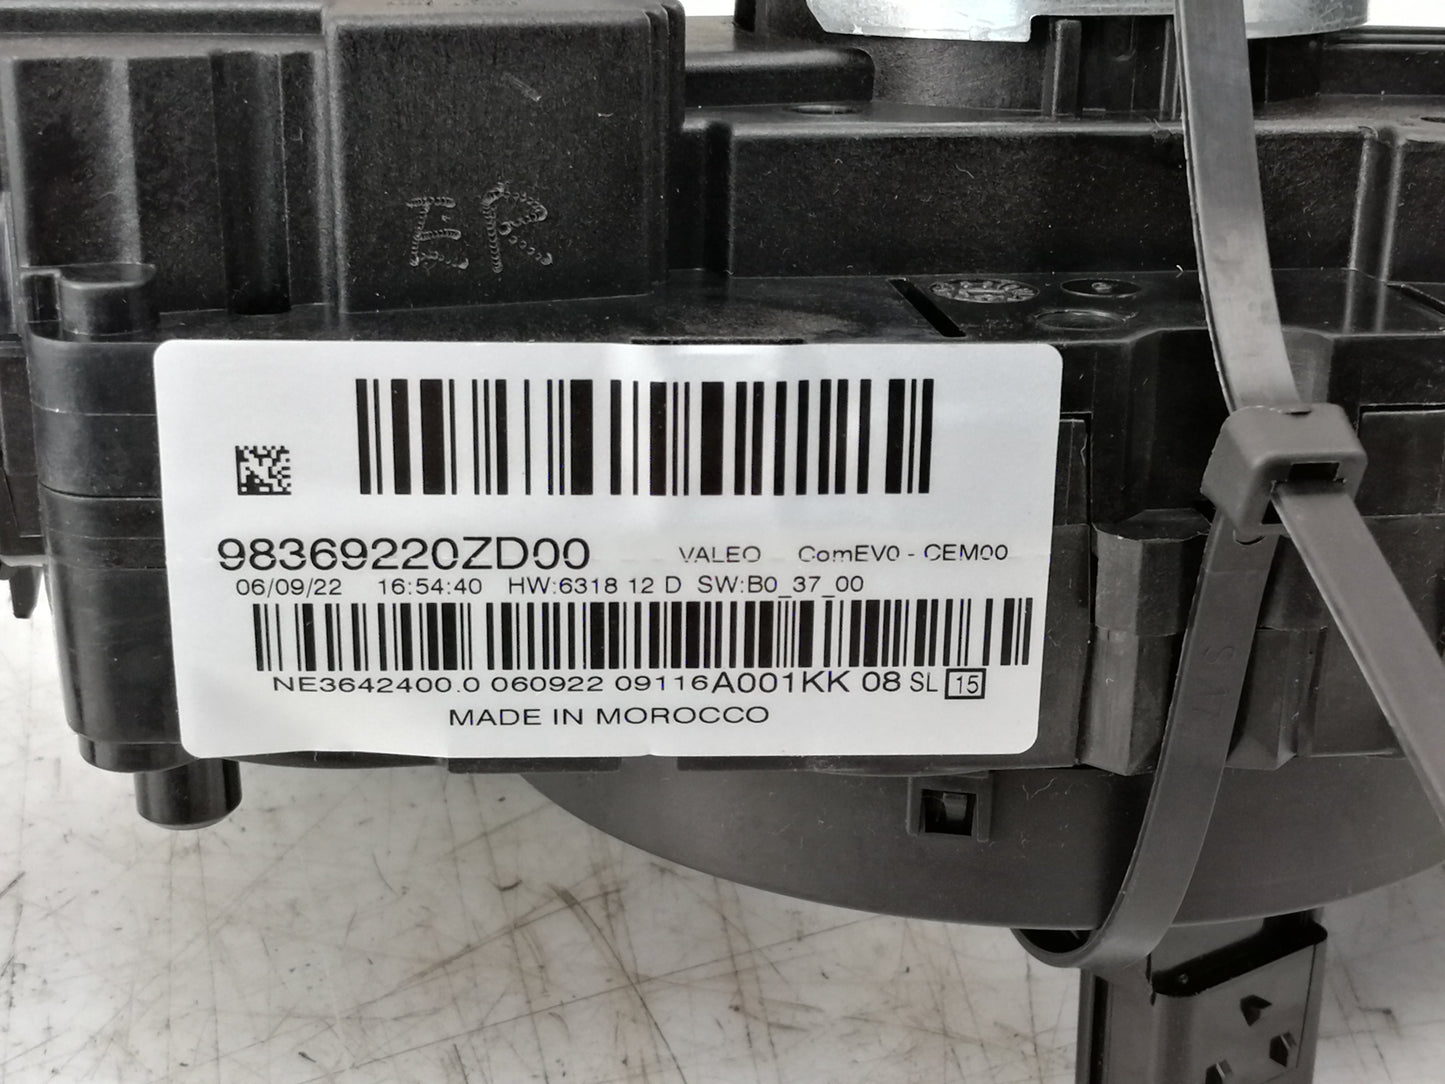 ER
98369220ZD00 VALEO ComEV0 - CEM00
06/09/22 16:54:40 HW:6318 12 D SW:B0_37_00
NE3642400.0 060922 09116A001KK 08 SL 15
MADE IN MOROCCO